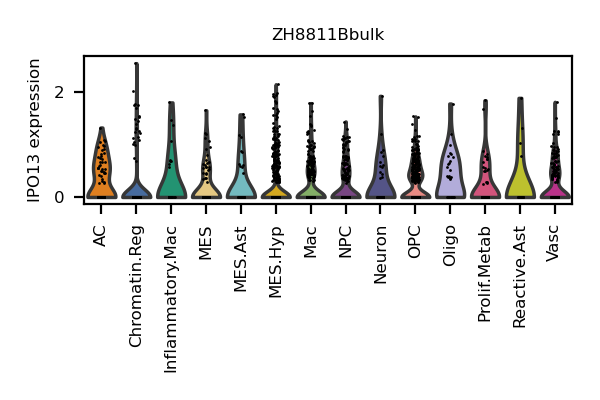 ZH8811Bbulk
IPO13 expression
2
0
AC
Chromatin.Reg
Inflammatory.Mac
MES
MES.Ast
MES.Hyp
Mac
NPC
Neuron
OPC
Oligo
Prolif.Metab
Reactive.Ast
Vasc